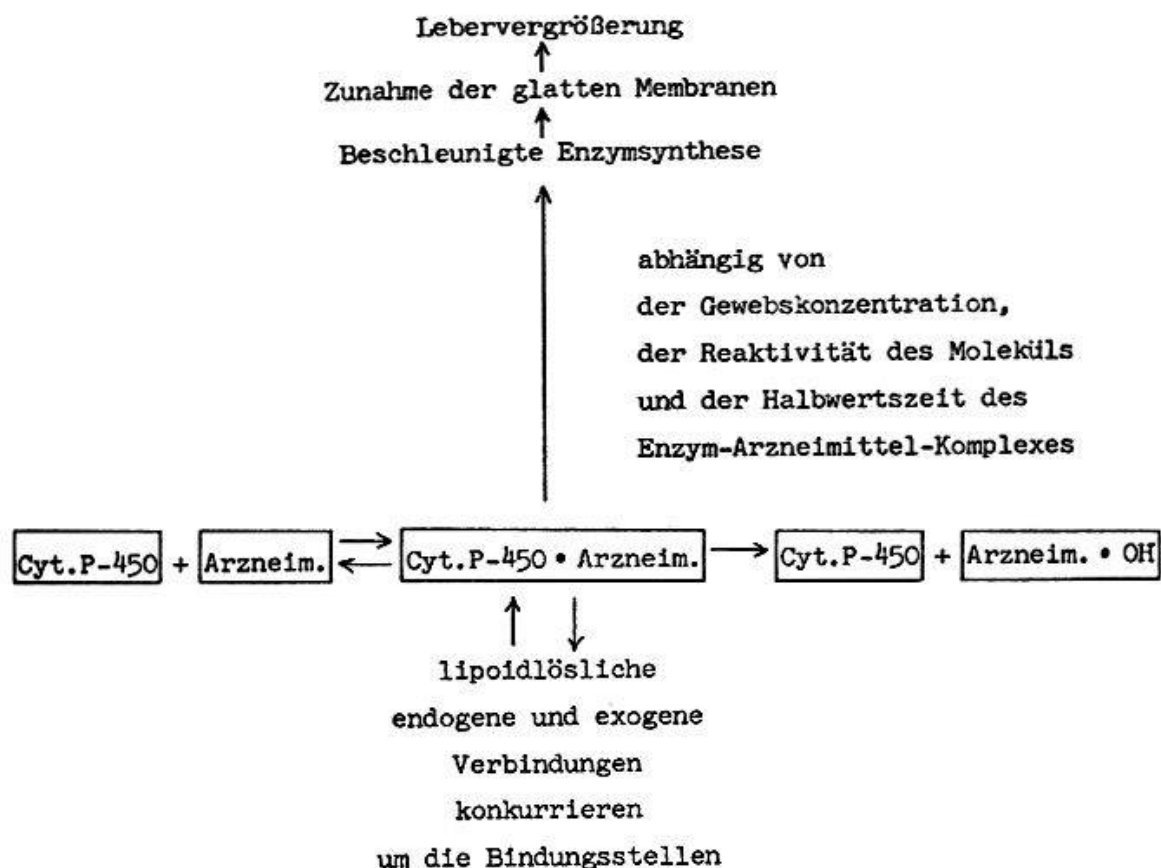 Lebervergrößerung
Zunahme der glatten Membranen
Beschleunigte Enzymsynthese
abhängig von
der Gewebskonzentration,
der Reaktivität des Moleküls
und der Halbwertszeit des
Enzym-Arzneimittel-Komplexes
Cyt.P-450 + Arzneim. Cyt.P-450 • Arzneim. Cyt.P-450 + Arzneim. • OH
lipoidlösliche
endogene und exogene
Verbindungen
konkurrieren
um die Bindungsstellen